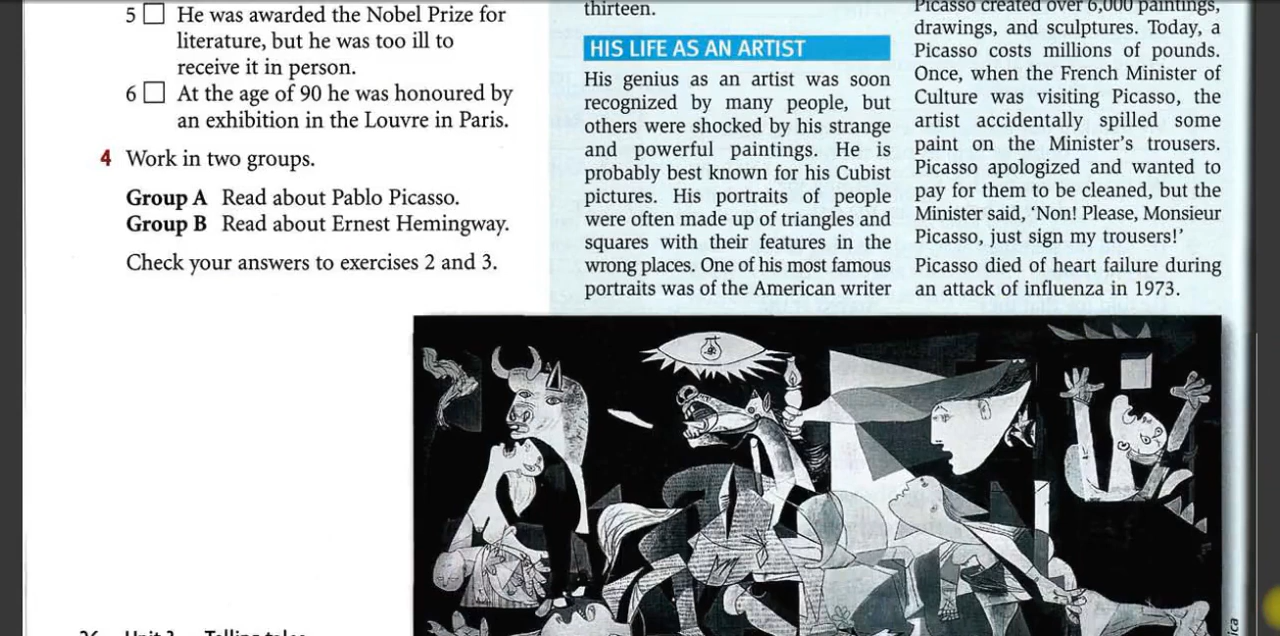 5 He was awarded the Nobel Prize for
literature, but he was too ill to
receive it in person.
6 At the age of 90 he was honoured by
an exhibition in the Louvre in Paris.
4 Work in two groups.
Group A Read about Pablo Picasso.
Group B Read about Ernest Hemingway.
Check your answers to exercises 2 and 3.
26 Unit 3 Telling tales
thirteen.
HIS LIFE AS AN ARTIST
His genius as an artist was soon
recognized by many people, but
others were shocked by his strange
and powerful paintings. He is
probably best known for his Cubist
pictures. His portraits of people
were often made up of triangles and
squares with their features in the
wrong places. One of his most famous
portraits was of the American writer
Picasso created over 6,000 paintings,
drawings, and sculptures. Today, a
Picasso costs millions of pounds.
Once, when the French Minister of
Culture was visiting Picasso, the
artist accidentally spilled some
paint on the Minister's trousers.
Picasso apologized and wanted to
pay for them to be cleaned, but the
Minister said, 'Non! Please, Monsieur
Picasso, just sign my trousers!'
Picasso died of heart failure during
an attack of influenza in 1973.